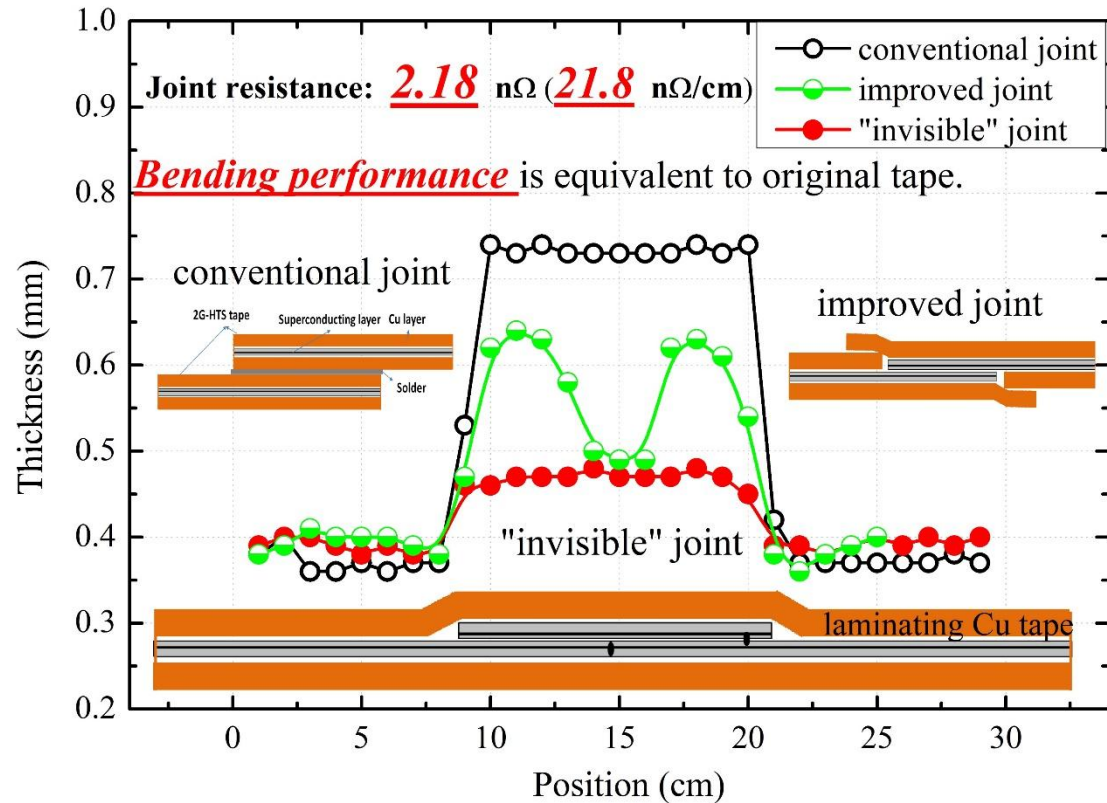 Joint resistance: 2.18 nΩ (21.8 nΩ/cm)
conventional joint
improved joint
"invisible" joint
Bending performance is equivalent to original tape.
conventional joint
2G-HTS tape
Superconducting layer
Cu layer
Solder
improved joint
"invisible" joint
laminating Cu tape
Thickness (mm)
1.0
0.9
0.8
0.7
0.6
0.5
0.4
0.3
0.2
0 5 10 15 20 25 30
Position (cm)